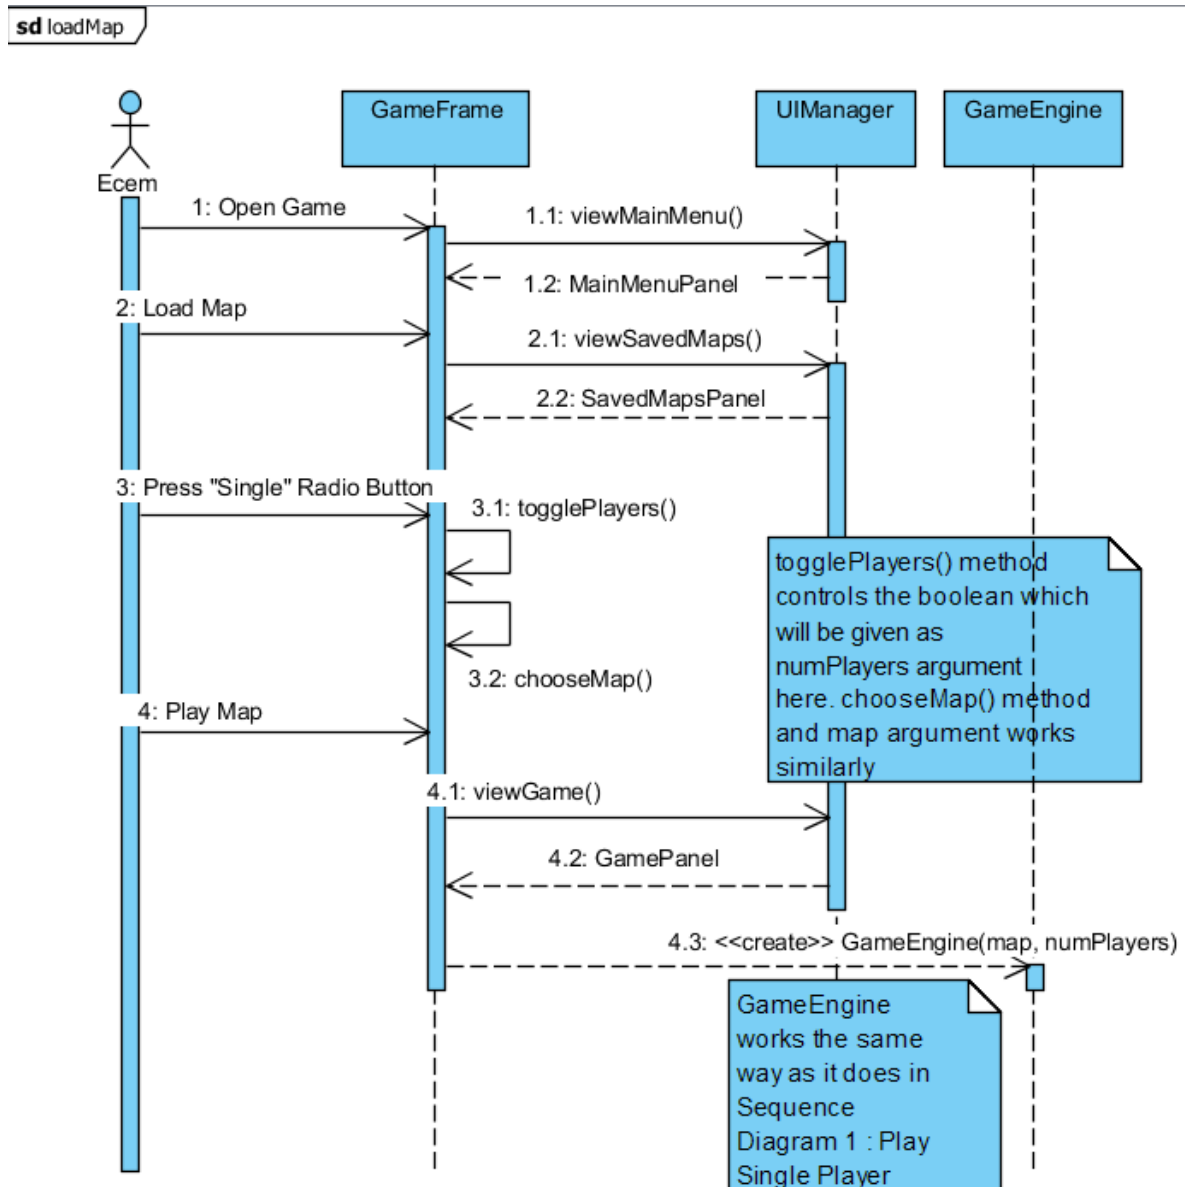 sd loadMap
GameFrame
UIManager
GameEngine
Ecem
1: Open Game
1.1: viewMainMenu()
1.2: MainMenuPanel
2: Load Map
2.1: viewSavedMaps()
2.2: SavedMapsPanel
3: Press "Single" Radio Button
3.1: togglePlayers()
3.2: chooseMap()
togglePlayers() method
controls the boolean which
will be given as
numPlayers argument
here. chooseMap() method
and map argument works
similarly
4: Play Map
4.1: viewGame()
4.2: GamePanel
4.3: <<create>> GameEngine(map, numPlayers)
GameEngine
works the same
way as it does in
Sequence
Diagram 1 : Play
Single Player